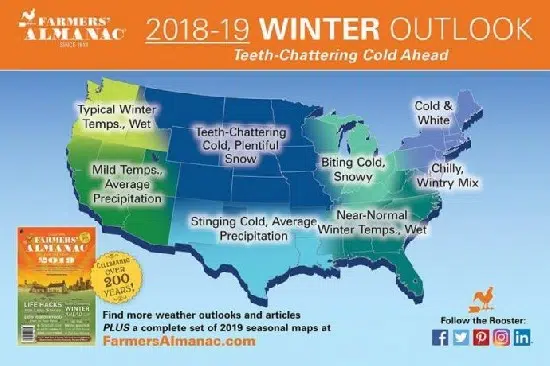 FARMERS'
ALMANAC
SINCE 1818
2018-19 WINTER OUTLOOK
Teeth-Chattering Cold Ahead
Typical Winter
Temps., Wet
Teeth-Chattering
Cold, Plentiful
Snow
Cold &
White
Mild Temps.,
Average
Precipitation
Biting Cold,
Snowy
Chilly,
Wintry Mix
Stinging Cold, Average
Precipitation
Near-Normal
Winter Temps., Wet
FARMERS'
ALMANAC
2019
LIFE HACKS
WINTER
OVER
200
YEARS!
Find more weather outlooks and articles
PLUS a complete set of 2019 seasonal maps at
FarmersAlmanac.com
Follow the Rooster: